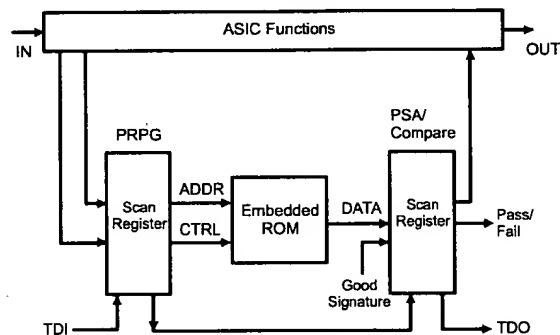 ASIC Functions
IN
OUT
PSA/
Compare
PRPG
ADDR
Scan
Register
CTRL
Embedded
ROM
DATA
Scan
Register
Pass/
Fail
Good
Signature
TDI
TDO